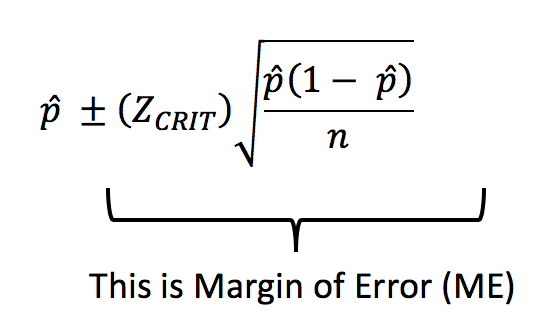 p̂ ± (Z_CRIT) √(p̂(1 − p̂)/n)
This is Margin of Error (ME)